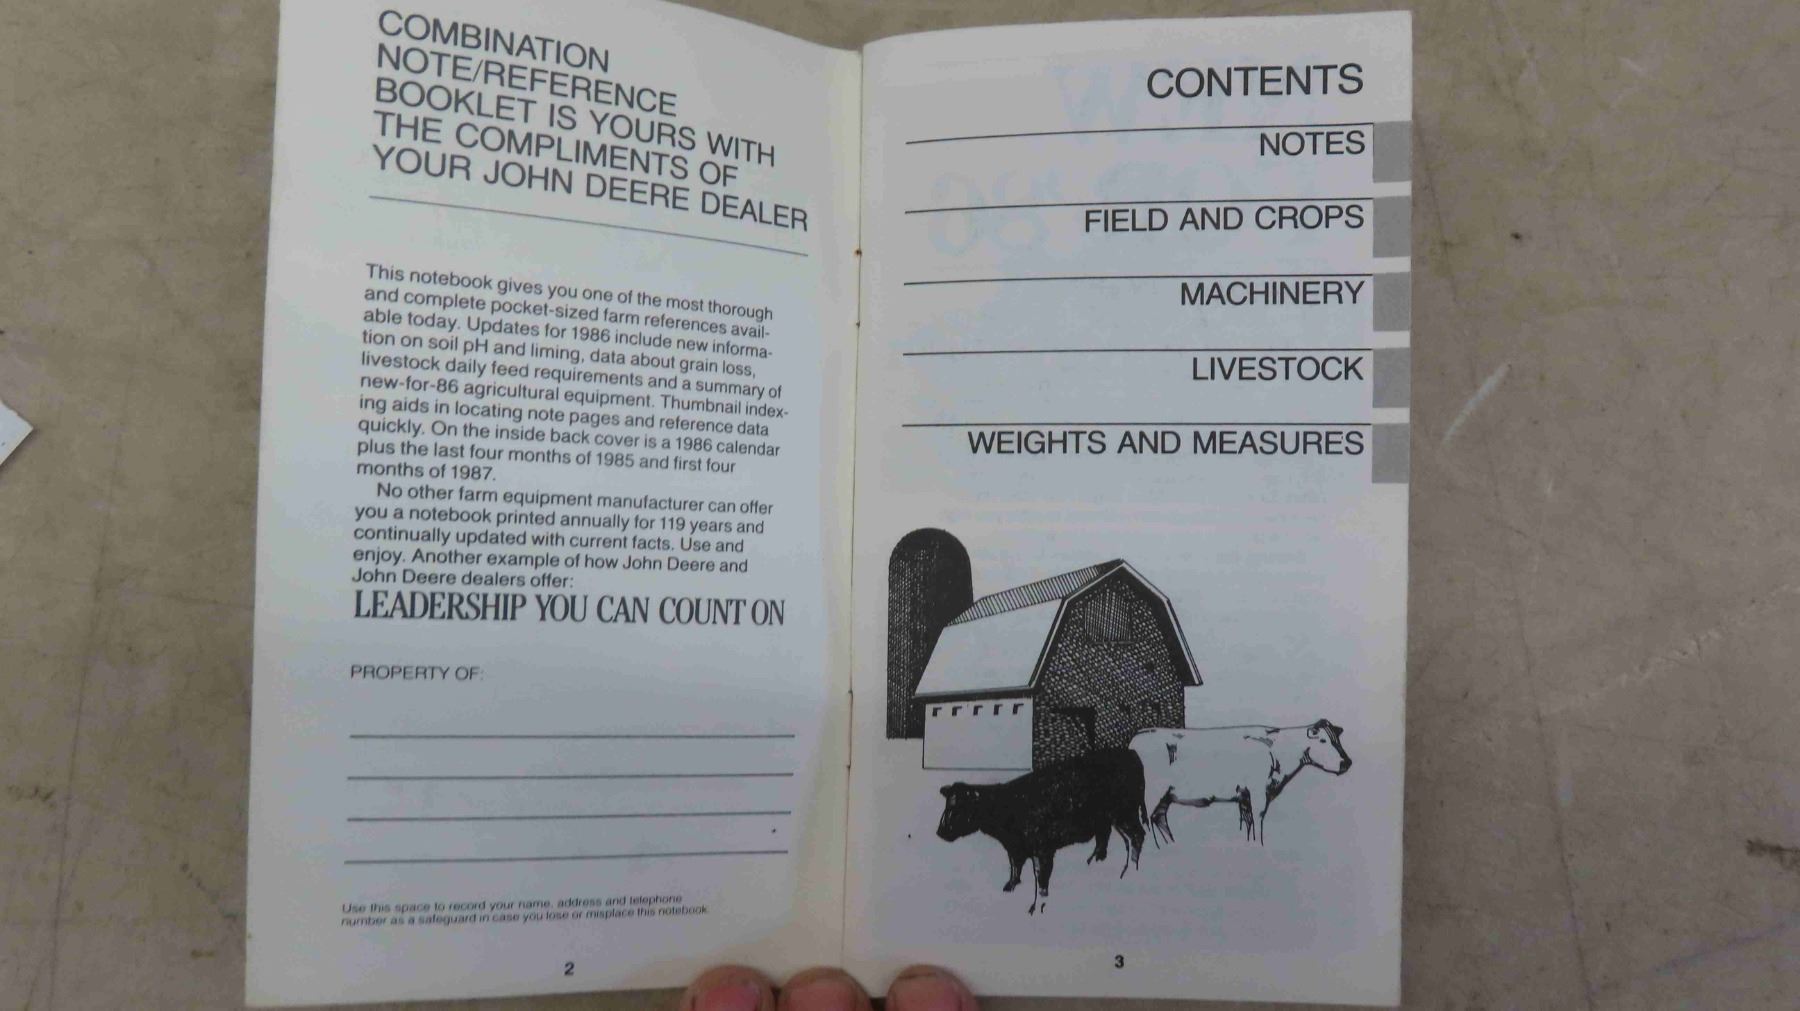 COMBINATION
NOTE/REFERENCE
BOOKLET IS YOURS WITH
THE COMPLIMENTS OF
YOUR JOHN DEERE DEALER
This notebook gives you one of the most thorough
and complete pocket-sized farm references avail-
able today. Updates for 1986 include new informa-
tion on soil pH and liming, data about grain loss,
livestock daily feed requirements and a summary of
new-for-86 agricultural equipment. Thumbnail index-
ing aids in locating note pages and reference data
quickly. On the inside back cover is a 1986 calendar
plus the last four months of 1985 and first four
months of 1987.
No other farm equipment manufacturer can offer
you a notebook printed annually for 119 years and
continually updated with current facts. Use and
enjoy. Another example of how John Deere and
John Deere dealers offer:
LEADERSHIP YOU CAN COUNT ON
PROPERTY OF:
Use this space to record your name, address and telephone
number as a safeguard in case you lose or misplace this notebook.
2
CONTENTS
NOTES
FIELD AND CROPS
MACHINERY
LIVESTOCK
WEIGHTS AND MEASURES
3